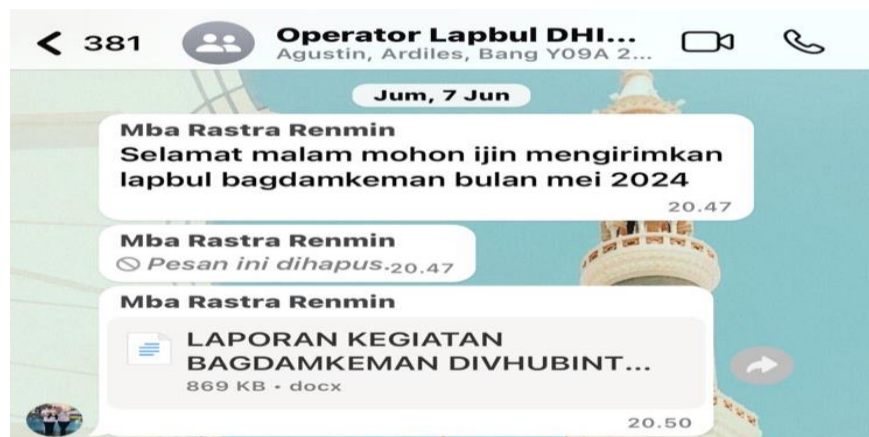 381
Operator Lapbul DHI...
Agustin, Ardiles, Bang Y09A 2...
Jum, 7 Jun
Mba Rastra Renmin
Selamat malam mohon ijin mengirimkan
lapbul bagdamkeman bulan mei 2024
20.47
Mba Rastra Renmin
Pesan ini dihapus. 20.47
Mba Rastra Renmin
LAPORAN KEGIATAN
BAGDAMKEMAN DIVHUBINT...
869 KB • docx
20.50